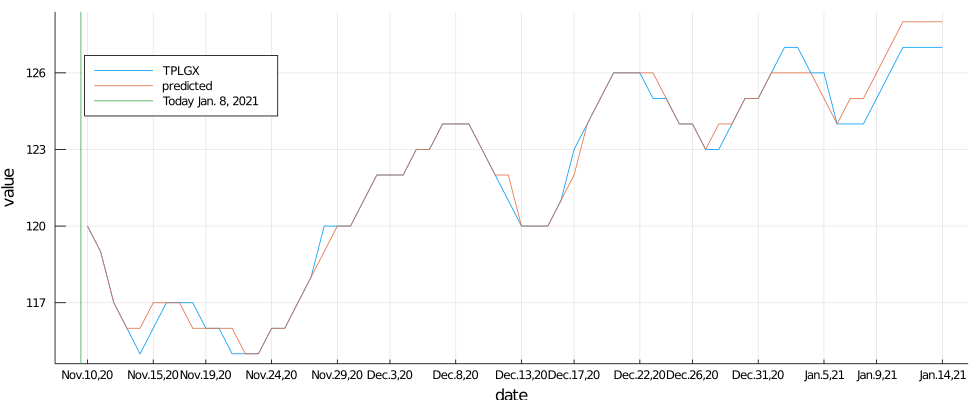 TPLGX
predicted
Today Jan. 8, 2021
126
123
120
117
value
Nov.10,20 Nov.15,20 Nov.19,20 Nov.24,20 Nov.29,20 Dec.3,20 Dec.8,20 Dec.13,20 Dec.17,20 Dec.22,20 Dec.26,20 Dec.31,20 Jan.5,21 Jan.9,21 Jan.14,21
date